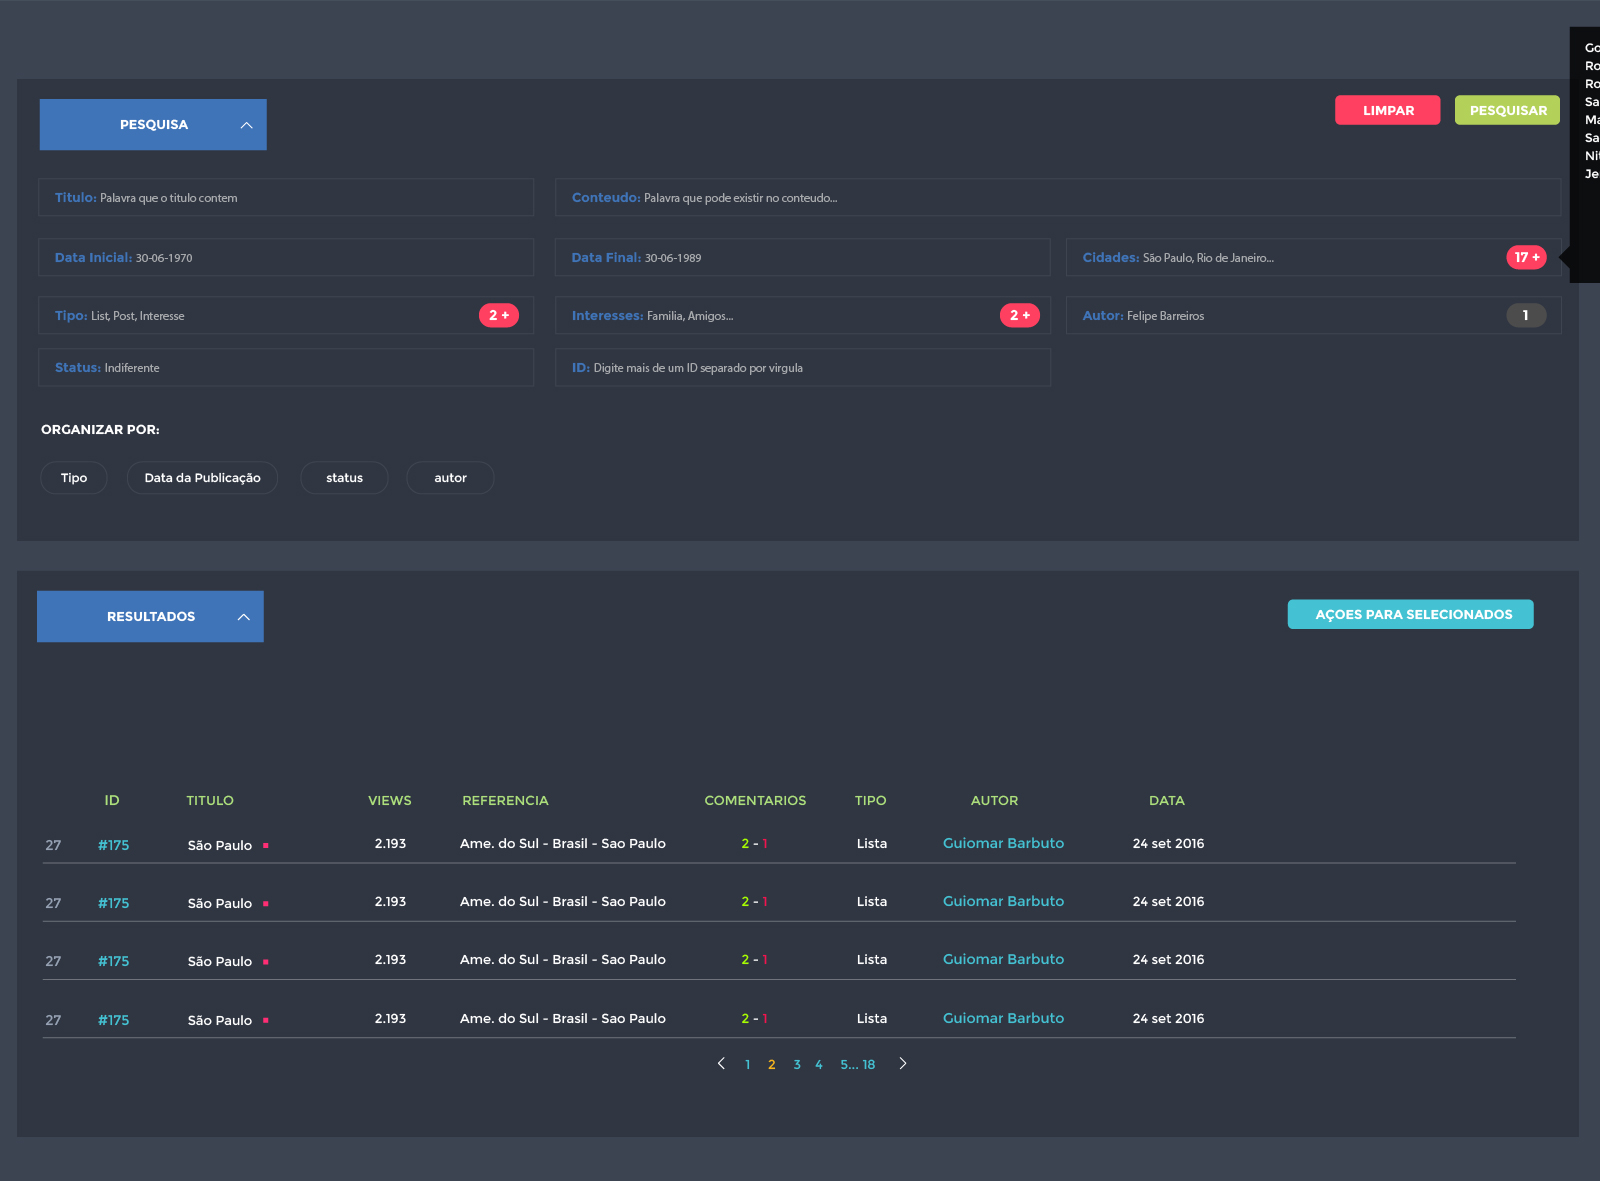 PESQUISA
LIMPAR
PESQUISAR
Titulo: Palavra que o titulo contem
Conteudo: Palavra que pode existir no conteudo...
Data Inicial: 30-06-1970
Data Final: 30-06-1989
Cidades: São Paulo, Rio de Janeiro...
17 +
Tipo: List, Post, Interesse
2 +
Interesses: Familia, Amigos...
2 +
Autor: Felipe Barreiros
1
Status: Indiferente
ID: Digite mais de um ID separado por virgula
ORGANIZAR POR:
Tipo
Data da Publicação
status
autor
RESULTADOS
AÇOES PARA SELECIONADOS
ID TITULO VIEWS REFERENCIA COMENTARIOS TIPO AUTOR DATA
27 #175 São Paulo 2.193 Ame. do Sul - Brasil - Sao Paulo 2 - 1 Lista Guiomar Barbuto 24 set 2016
27 #175 São Paulo 2.193 Ame. do Sul - Brasil - Sao Paulo 2 - 1 Lista Guiomar Barbuto 24 set 2016
27 #175 São Paulo 2.193 Ame. do Sul - Brasil - Sao Paulo 2 - 1 Lista Guiomar Barbuto 24 set 2016
27 #175 São Paulo 2.193 Ame. do Sul - Brasil - Sao Paulo 2 - 1 Lista Guiomar Barbuto 24 set 2016
1 2 3 4 5... 18